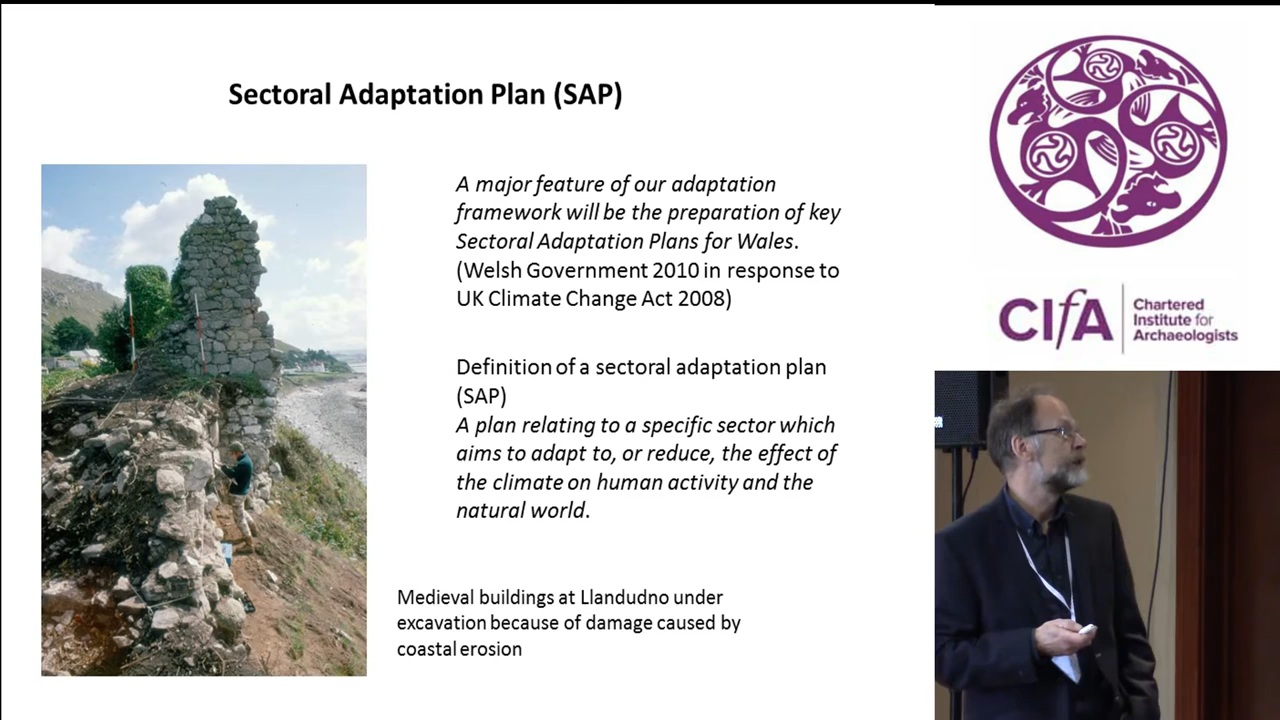 Sectoral Adaptation Plan (SAP)
A major feature of our adaptation
framework will be the preparation of key
Sectoral Adaptation Plans for Wales.
(Welsh Government 2010 in response to
UK Climate Change Act 2008)
Definition of a sectoral adaptation plan
(SAP)
A plan relating to a specific sector which
aims to adapt to, or reduce, the effect of
the climate on human activity and the
natural world.
Medieval buildings at Llandudno under
excavation because of damage caused by
coastal erosion
CIfA
Chartered
Institute for
Archaeologists